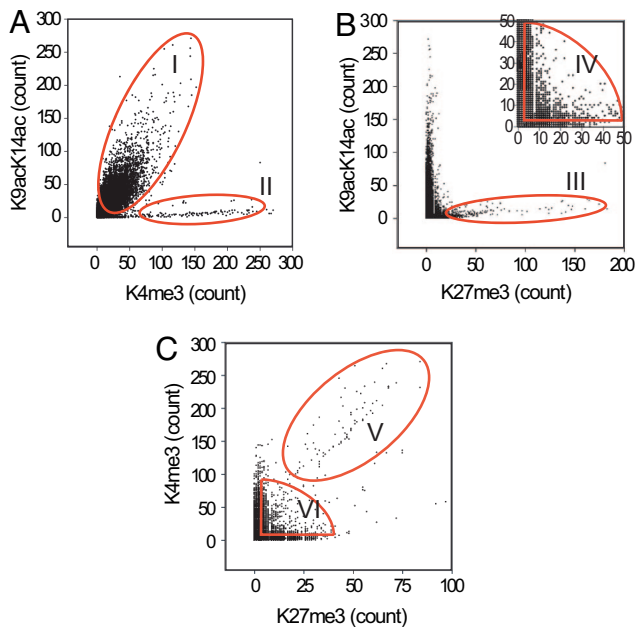 A
K9acK14ac (count)
300
250
200
150
100
50
0
I
II
0 50 100 150 200 250 300
K4me3 (count)
B
K9acK14ac (count)
300
250
200
150
100
50
0
50
40
30
20
10
0
IV
0 10 20 30 40 50
III
0 50 100 150 200
K27me3 (count)
C
K4me3 (count)
300
250
200
150
100
50
0
V
VI
0 25 50 75 100
K27me3 (count)